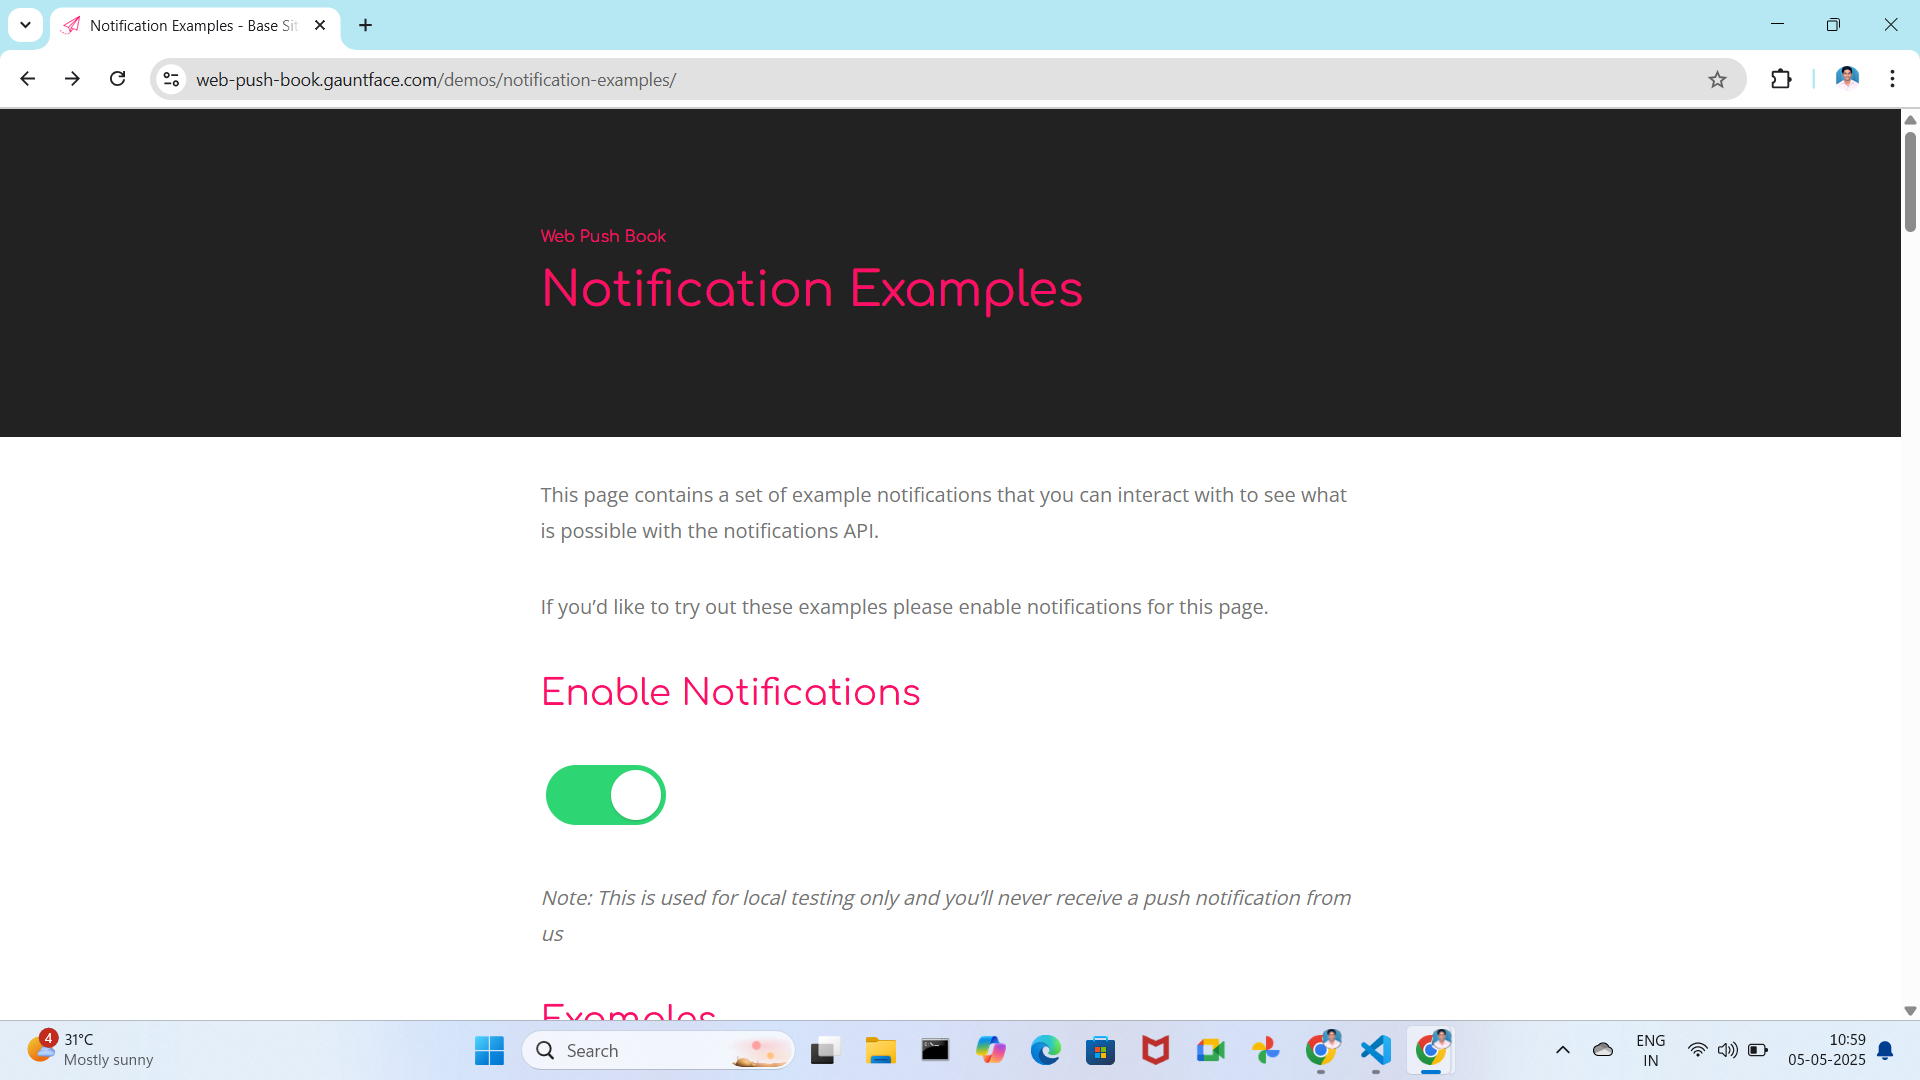 Notification Examples - Base Sit
web-push-book.gauntface.com/demos/notification-examples/
Web Push Book
Notification Examples
This page contains a set of example notifications that you can interact with to see what
is possible with the notifications API.
If you’d like to try out these examples please enable notifications for this page.
Enable Notifications
Note: This is used for local testing only and you’ll never receive a push notification from
us
Examples
4
31°C
Mostly sunny
Search
ENG
IN
10:59
05-05-2025